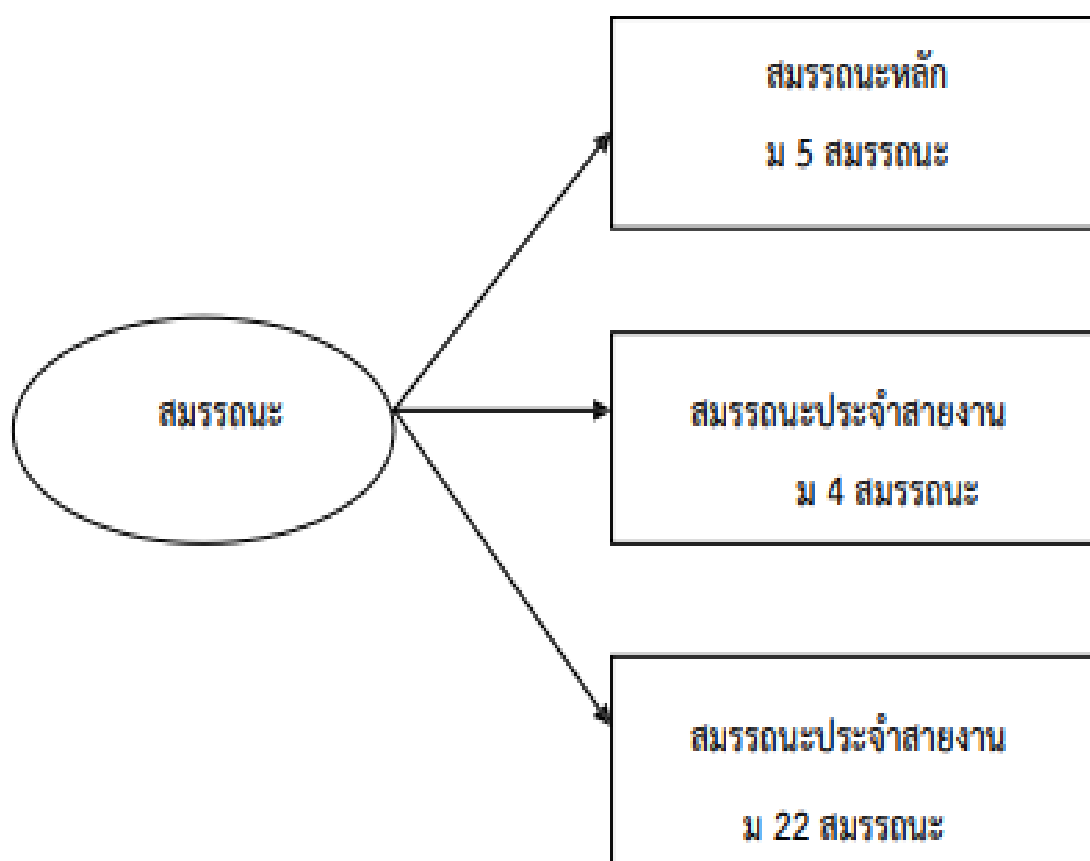 สมรรถนะหลัก
ม 5 สมรรถนะ
สมรรถนะ
สมรรถนะประจำสายงาน
ม 4 สมรรถนะ
สมรรถนะประจำสายงาน
ม 22 สมรรถนะ